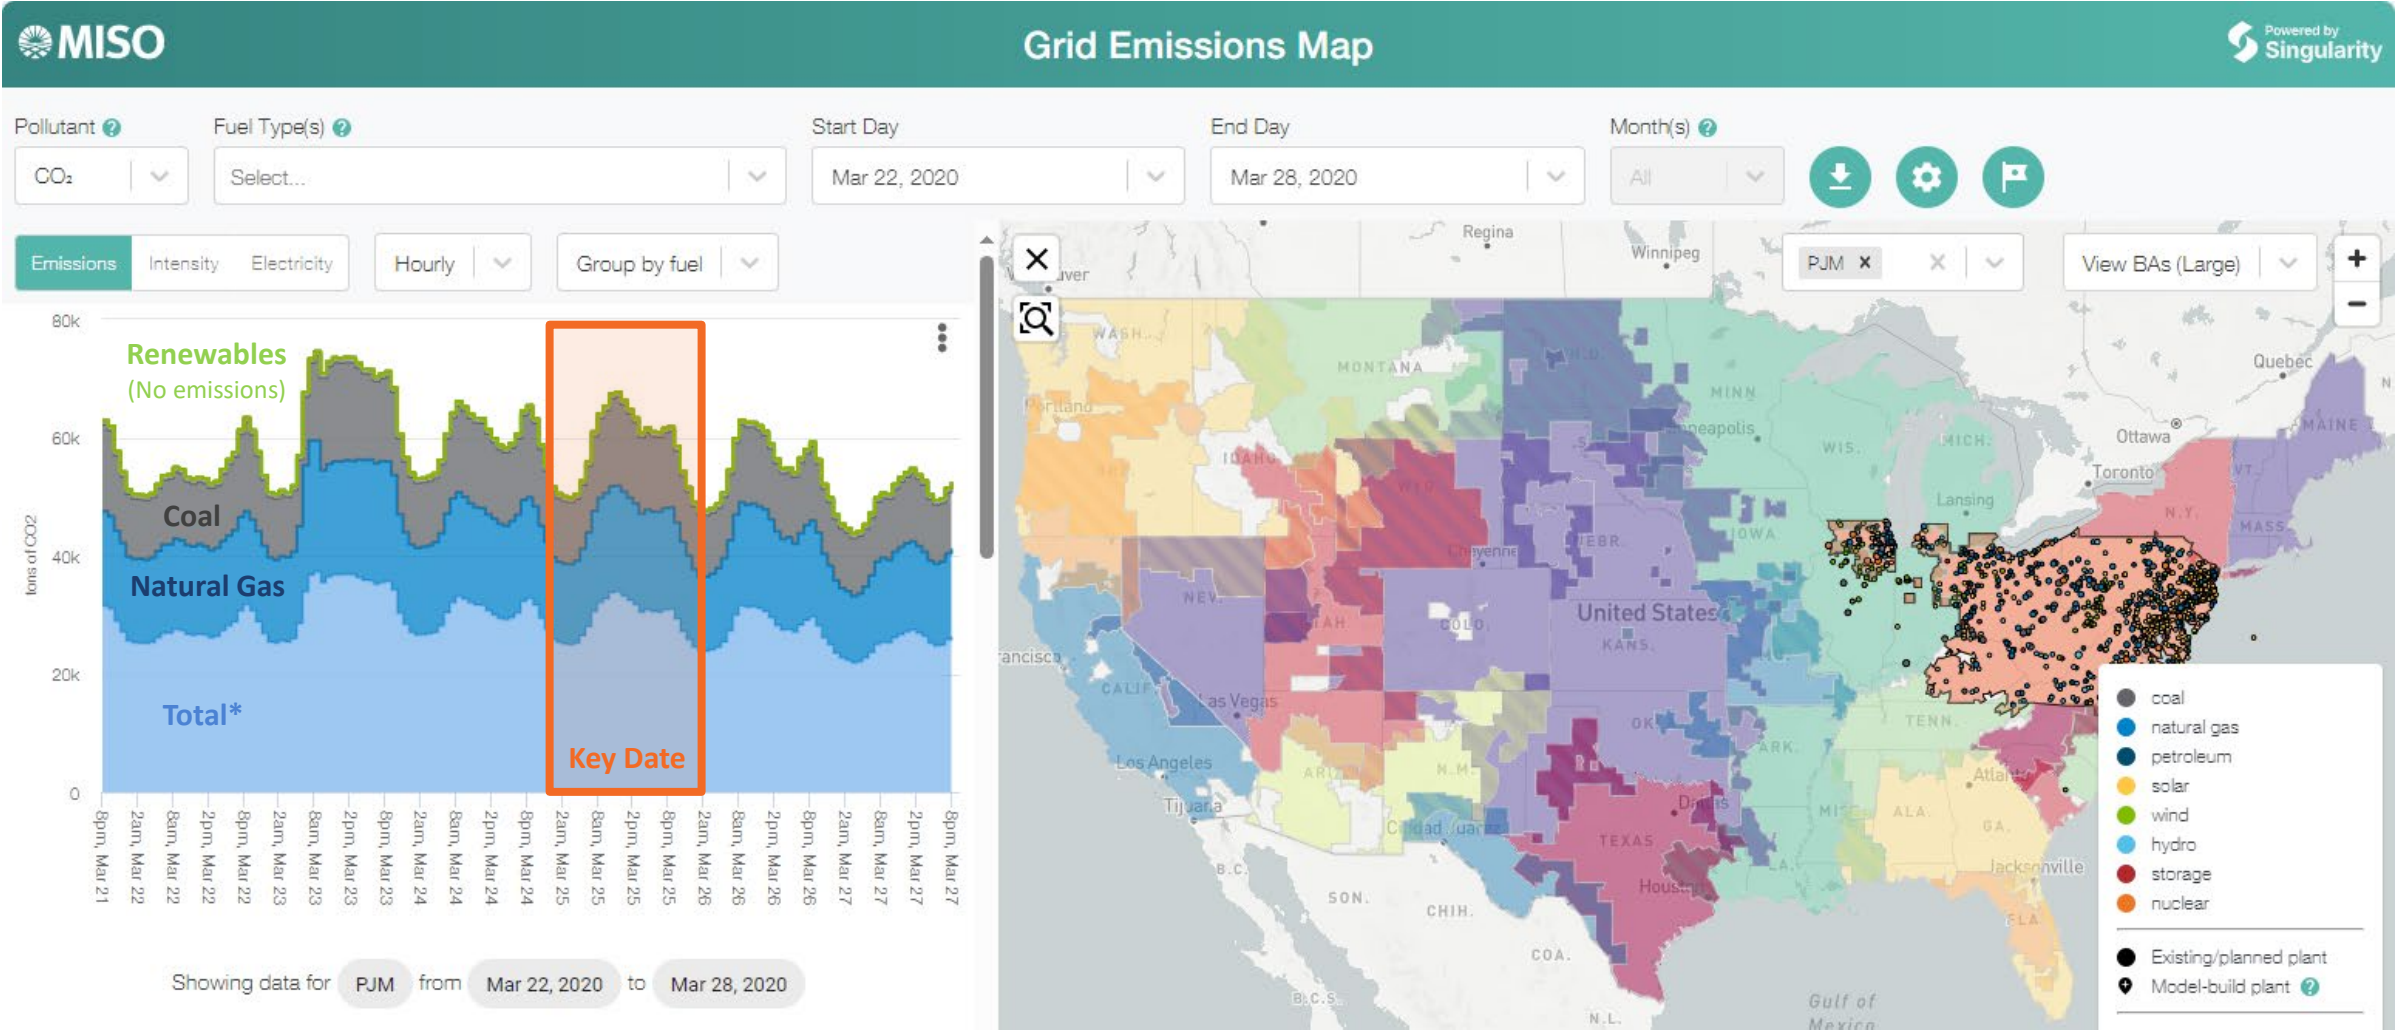 MISO
Grid Emissions Map
Powered by
Singularity
Pollutant ?
Fuel Type(s) ?
Start Day
End Day
Month(s) ?
CO₂
Select...
Mar 22, 2020
Mar 28, 2020
All
Emissions
Intensity
Electricity
Hourly
Group by fuel
80k
60k
40k
20k
0
tons of CO2
Renewables
(No emissions)
Coal
Natural Gas
Total*
Key Date
8pm, Mar 21
2am, Mar 22
8am, Mar 22
2pm, Mar 22
8pm, Mar 22
2am, Mar 23
8am, Mar 23
2pm, Mar 23
8pm, Mar 23
2am, Mar 24
8am, Mar 24
2pm, Mar 24
8pm, Mar 24
2am, Mar 25
8am, Mar 25
2pm, Mar 25
8pm, Mar 25
2am, Mar 26
8am, Mar 26
2pm, Mar 26
8pm, Mar 26
2am, Mar 27
8am, Mar 27
2pm, Mar 27
8pm, Mar 27
Showing data for PJM from Mar 22, 2020 to Mar 28, 2020
PJM
View BAs (Large)
+
−
Regina
Winnipeg
uver
WASH.
MONTANA
N.D.
MINN
Quebec
Portland
neapolis
Ottawa
MAINE
IDAHO
WIS.
MICH.
Toronto
VT.
WYO.
Lansing
N.Y.
MASS
Cheyenne
NEBR.
IOWA
NEV.
UTAH
COLO.
United States
KANS.
rancisco
CALIF
Las Vegas
OK
TENN.
Los Angeles
ARI
N.M.
ARK.
Atlanta
Tijuana
Dallas
MI
ALA.
GA.
Ciudad Juarez
TEXAS
B.C.
LA.
Jacksonville
SON.
CHIH.
Houston
FLA
COA.
B.C.S.
N.L.
Gulf of
Mexico
coal
natural gas
petroleum
solar
wind
hydro
storage
nuclear
Existing/planned plant
Model-build plant ?